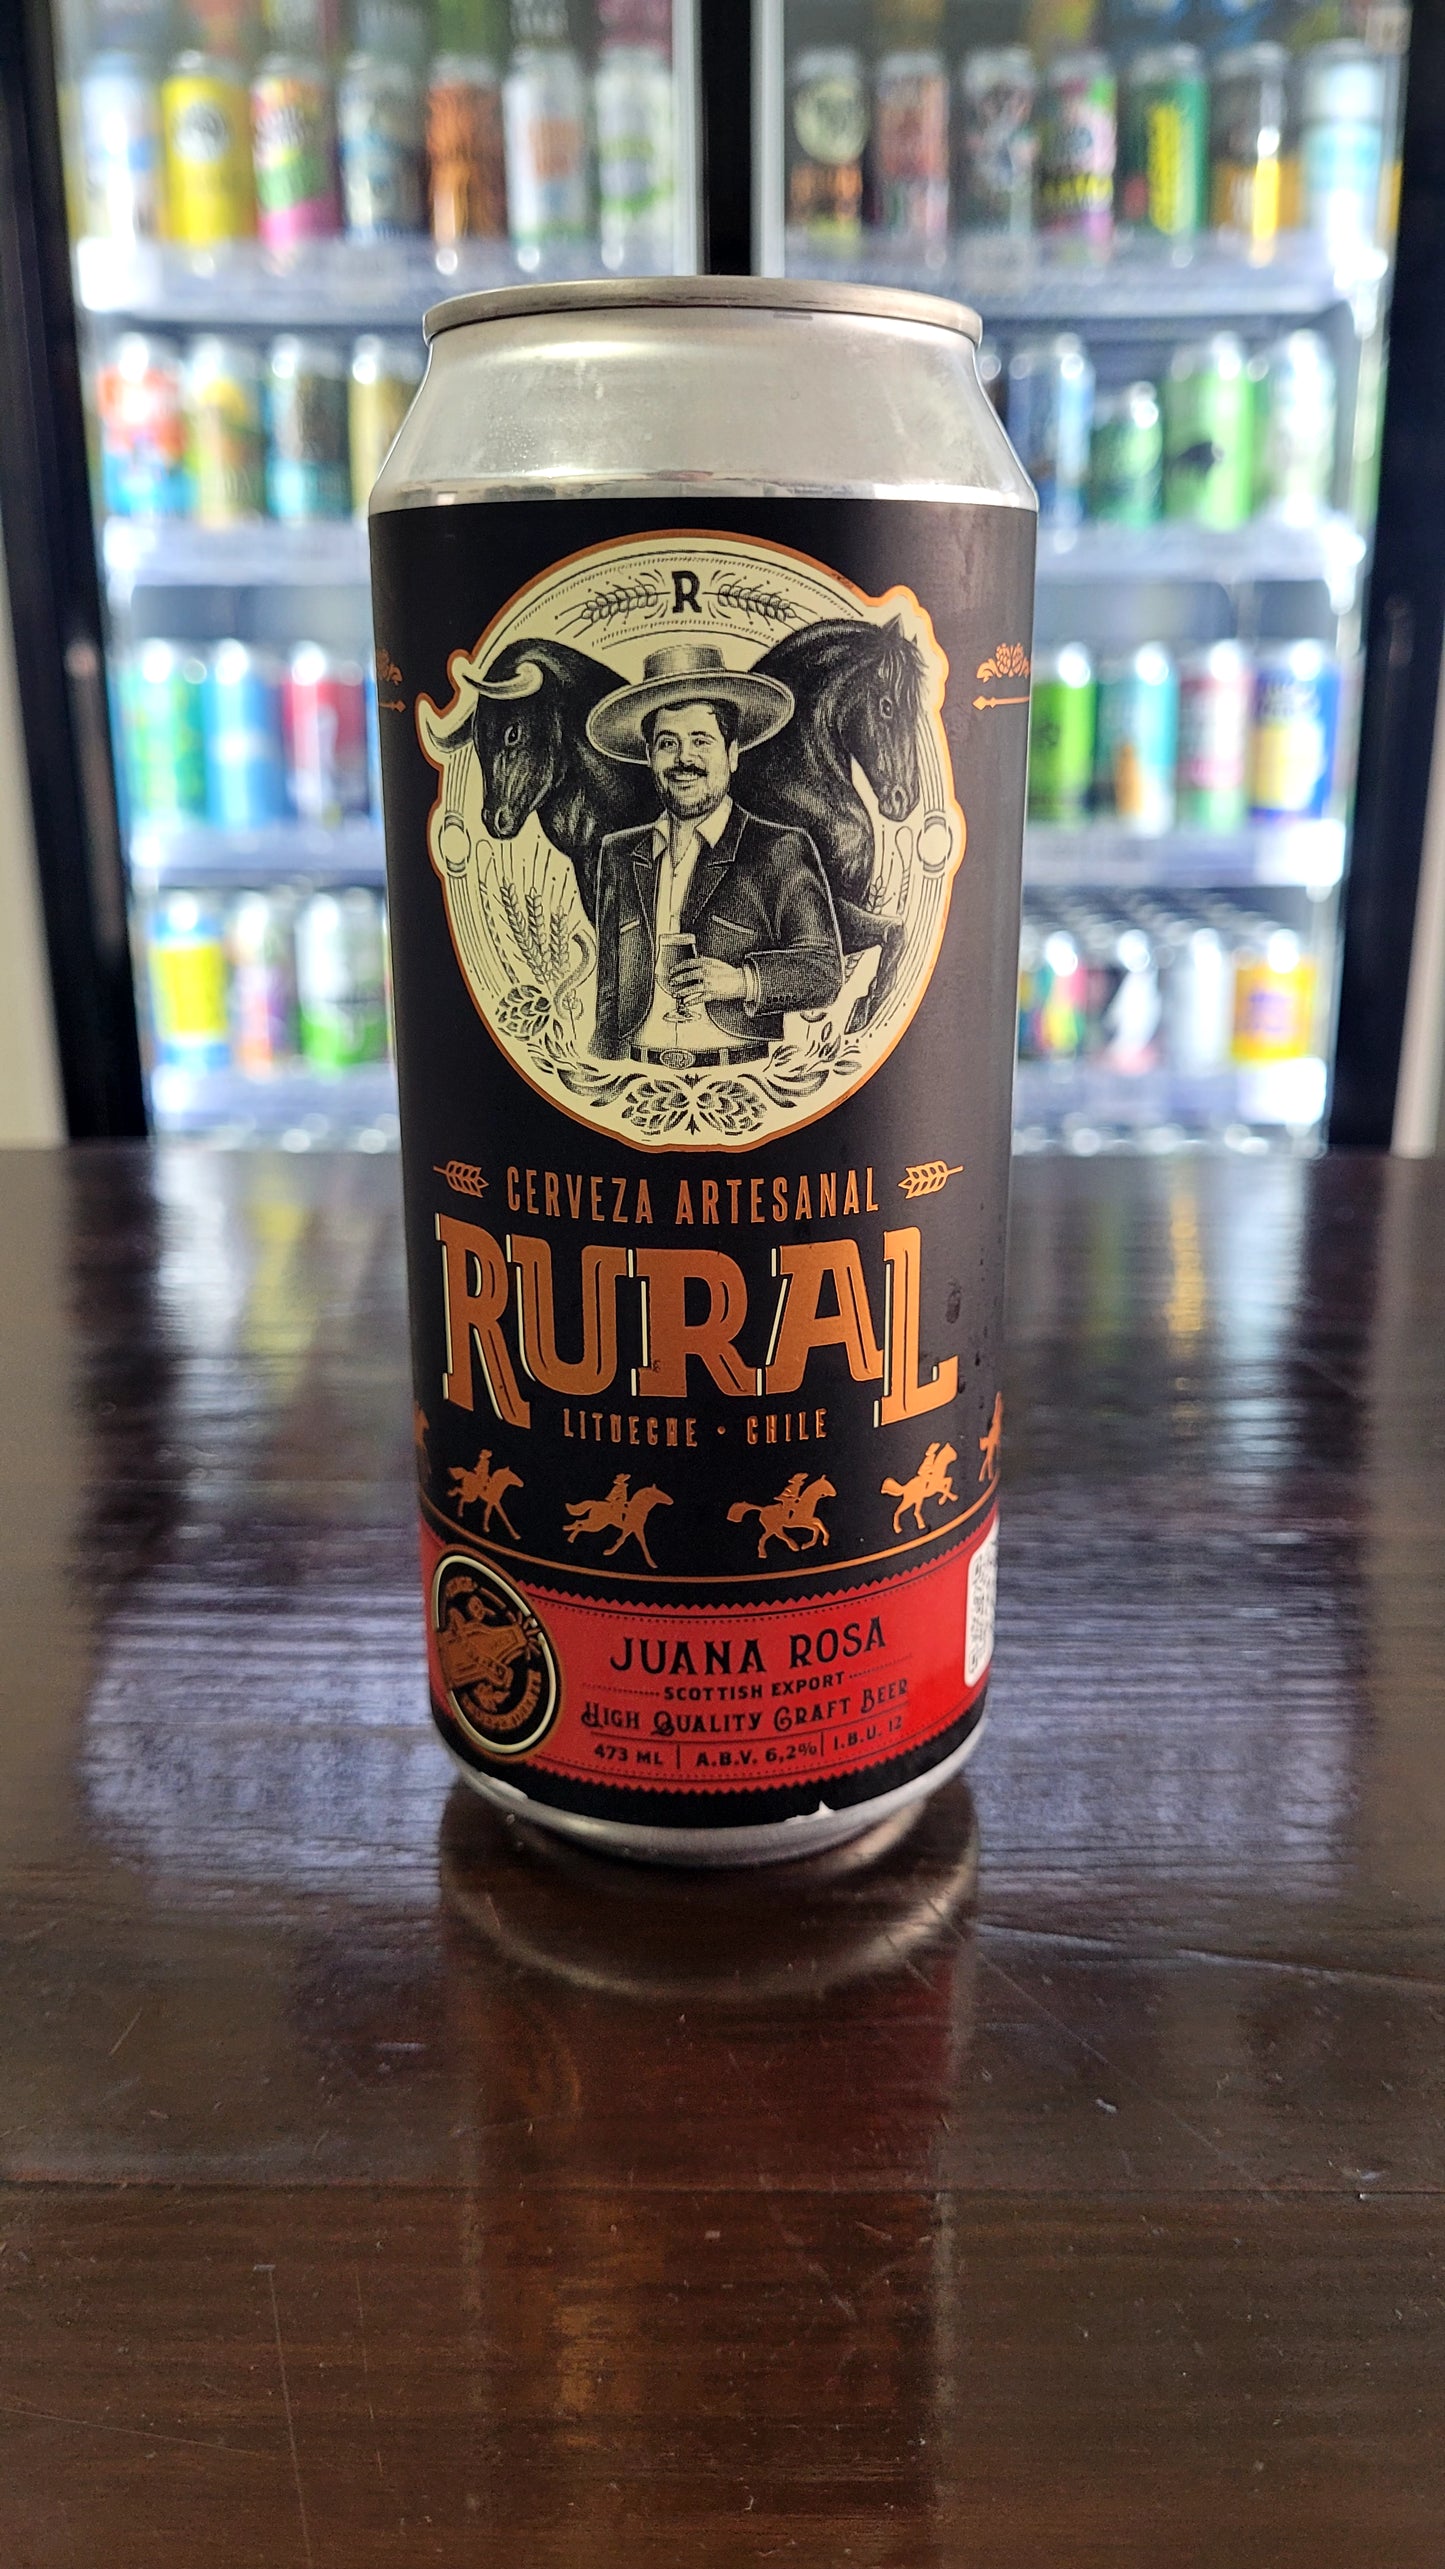 R
CERVEZA ARTESANAL
RURAL
LITUECHE • CHILE
JUANA ROSA
SCOTTISH EXPORT
HIGH QUALITY CRAFT BEER
473 ML | A.B.V. 6,2% | I.B.U. 12